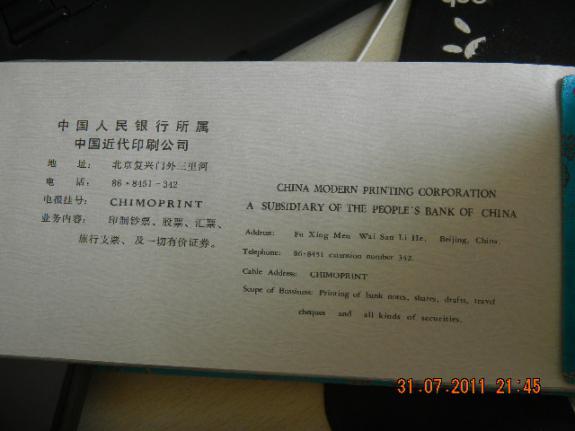 中国人民银行所属
中国近代印刷公司
地 址: 北京复兴门外三里河
电 话: 86·8451-342
电报挂号: CHIMOPRINT
业务内容: 印制钞票、股票、汇票、
旅行支票、及一切有价证券。
CHINA MODERN PRINTING CORPORATION
A SUBSIDIARY OF THE PEOPLE'S BANK OF CHINA
Address: Fu Xing Men Wai San Li He, Beijing, China.
Telephone: 86-8451 extension number 342.
Cable Address: CHIMOPRINT
Scope of Bussiness: Printing of bank notes, shares, drafts, travel
cheques and all kinds of securities.
31.07.2011 21:45